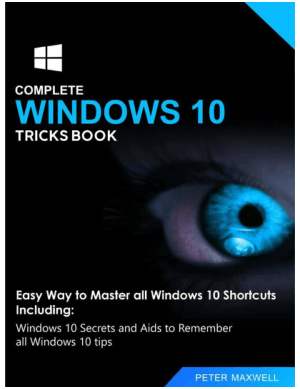 COMPLETE
WINDOWS 10
TRICKS BOOK
Easy Way to Master all Windows 10 Shortcuts
Including:
Windows 10 Secrets and Aids to Remember
all Windows 10 tips
PETER MAXWELL